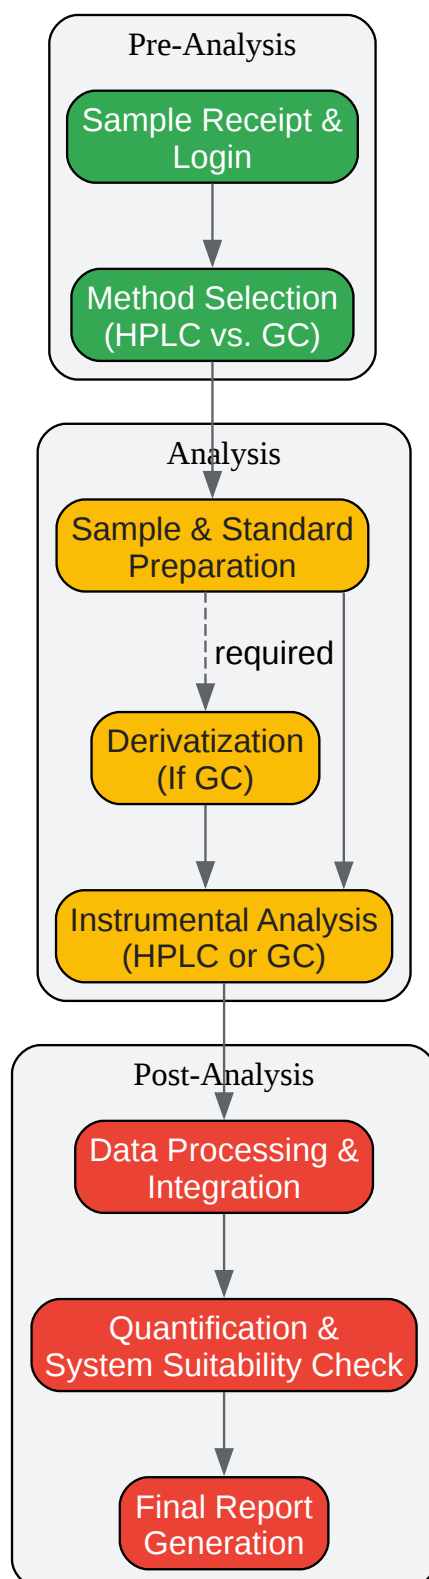 Pre-Analysis
Sample Receipt &
Login
Method Selection
(HPLC vs. GC)
Analysis
Sample & Standard
Preparation
required
Derivatization
(If GC)
Instrumental Analysis
(HPLC or GC)
Post-Analysis
Data Processing &
Integration
Quantification &
System Suitability Check
Final Report
Generation